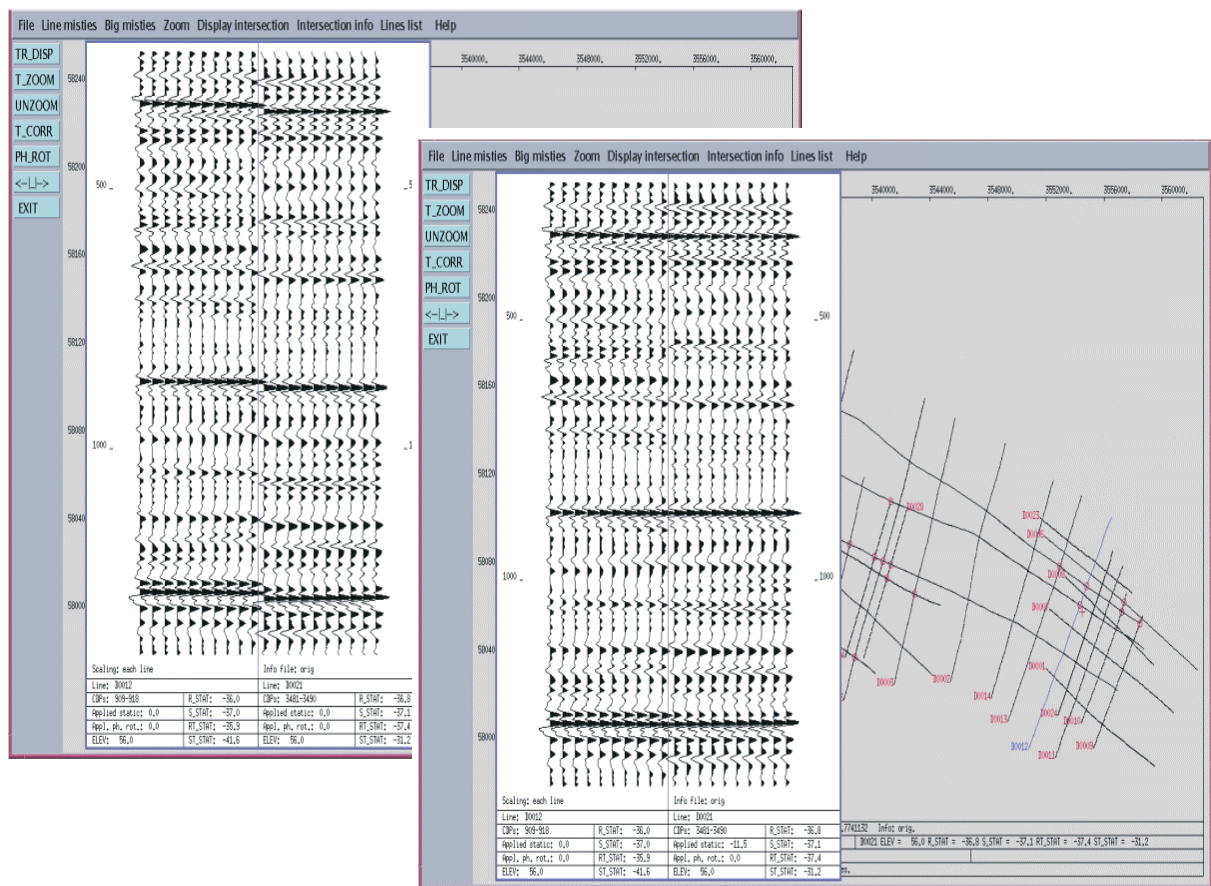 File Line misties Big misties Zoom Display intersection Intersection info Lines list Help
TR_DISP
T_ZOOM
UNZOOM
T_CORR
PH_ROT
<-|_|->
EXIT
3540000, 3544000, 3548000, 3552000, 3556000, 3560000,
58240
58200
58160
58120
58080
58040
58000
500
1000
Scaling: each line Info file: orig
Line: D0012 Line: D0021
CDPs: 909-918 R_STAT: -36.0 CDPs: 3481-3490 R_STAT: -36.8
Applied static: 0.0 S_STAT: -37.0 Applied static: 0.0 S_STAT: -37.1
Appl. ph. rot.: 0.0 RT_STAT: -35.9 Appl. ph. rot.: 0.0 RT_STAT: -37.4
ELEV: 56.0 ST_STAT: -41.6 ELEV: 56.0 ST_STAT: -31.2
File Line misties Big misties Zoom Display intersection Intersection info Lines list Help
TR_DISP
T_ZOOM
UNZOOM
T_CORR
PH_ROT
<-|_|->
EXIT
3540000, 3544000, 3548000, 3552000, 3556000, 3560000,
58240
58200
58160
58120
58080
58040
58000
500 500
1000 1000
D0020
D0023
D0001
D0002
D0014
D0013
D0024
D0010
D0012
D0011
D0009
Scaling: each line Info file: orig
Line: D0012 Line: D0021
CDPs: 909-918 R_STAT: -36.0 CDPs: 3481-3490 R_STAT: -36.8
Applied static: 0.0 S_STAT: -37.0 Applied static: -11.5 S_STAT: -37.1
Appl. ph. rot.: 0.0 RT_STAT: -35.9 Appl. ph. rot.: 0.0 RT_STAT: -37.4
ELEV: 56.0 ST_STAT: -41.6 ELEV: 56.0 ST_STAT: -31.2
.7741132 Info: orig.
D0021 ELEV = 56.0 R_STAT = -36.8 S_STAT = -37.1 RT_STAT = -37.4 ST_STAT = -31.2